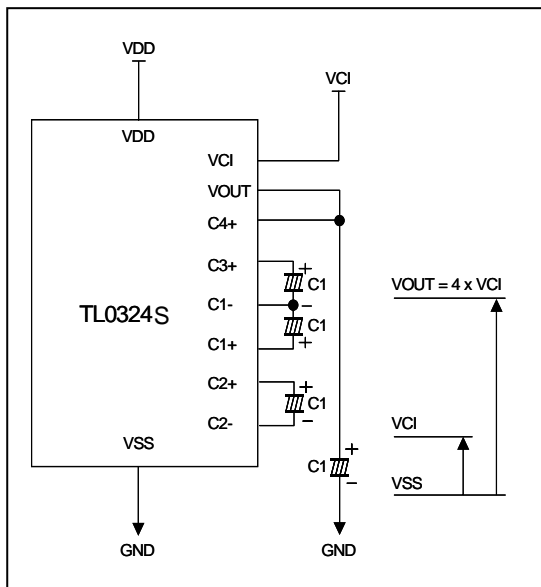 VDD
VCI
VDD
VCI
VOUT
C4+
C3+
+
C1
VOUT = 4 x VCI
TL0324S
C1-
-
C1
C1+
+
C2+
+
C1
C2-
-
VCI
VSS
+
C1
-
VSS
GND
GND